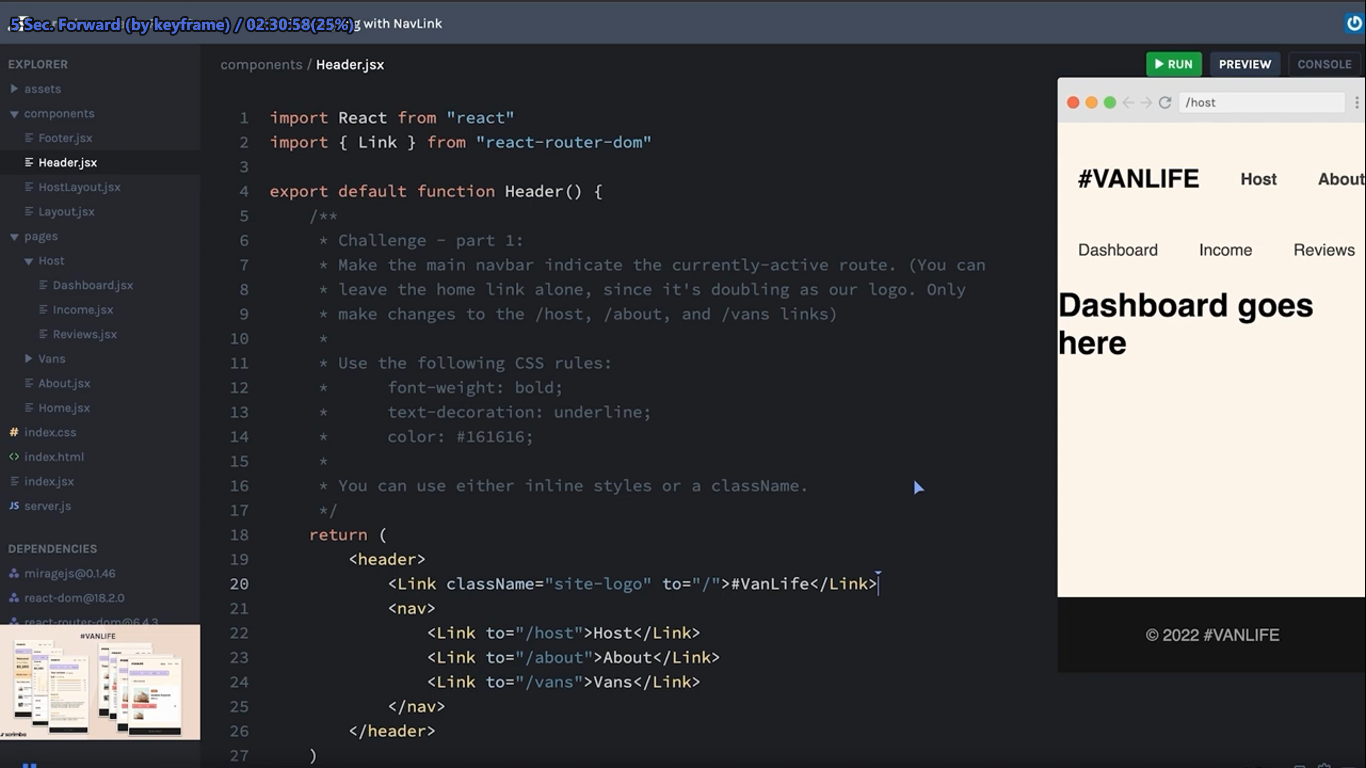 5 Sec. Forward (by keyframe) / 02:30:58(25%)
g with NavLink
EXPLORER
assets
components
Footer.jsx
Header.jsx
HostLayout.jsx
Layout.jsx
pages
Host
Dashboard.jsx
Income.jsx
Reviews.jsx
Vans
About.jsx
Home.jsx
# index.css
<> index.html
index.jsx
JS server.js
DEPENDENCIES
miragejs@0.1.46
react-dom@18.2.0
react-router-dom@6.4.3
#VANLIFE
scrimba
components / Header.jsx
1 import React from "react"
2 import { Link } from "react-router-dom"
3
4 export default function Header() {
5 /**
6 * Challenge - part 1:
7 * Make the main navbar indicate the currently-active route. (You can
8 * leave the home link alone, since it's doubling as our logo. Only
9 * make changes to the /host, /about, and /vans links)
10 *
11 * Use the following CSS rules:
12 * font-weight: bold;
13 * text-decoration: underline;
14 * color: #161616;
15 *
16 * You can use either inline styles or a className.
17 */
18 return (
19 <header>
20 <Link className="site-logo" to="/">#VanLife</Link>
21 <nav>
22 <Link to="/host">Host</Link>
23 <Link to="/about">About</Link>
24 <Link to="/vans">Vans</Link>
25 </nav>
26 </header>
27 )
RUN PREVIEW CONSOLE
/host
#VANLIFE Host About
Dashboard Income Reviews
Dashboard goes
here
© 2022 #VANLIFE